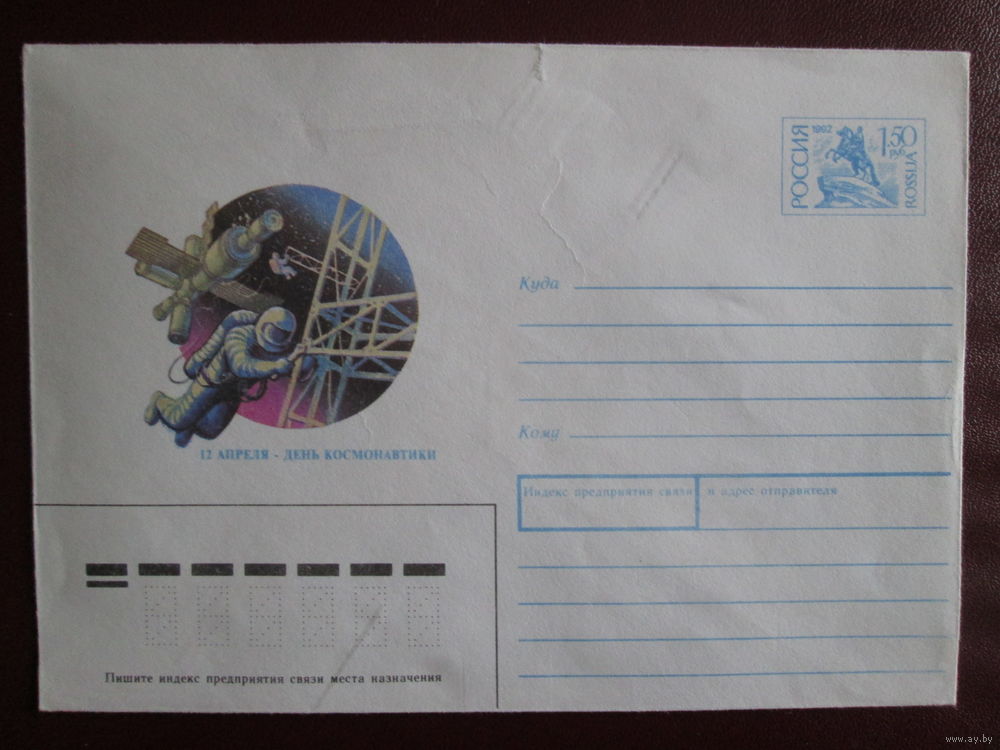 РОССИЯ
1992
1.50
РУБ
ROSSIJA
Куда
Кому
12 АПРЕЛЯ - ДЕНЬ КОСМОНАВТИКИ
Индекс предприятия связи и адрес отправителя
Пишите индекс предприятия связи места назначения
www.ay.by